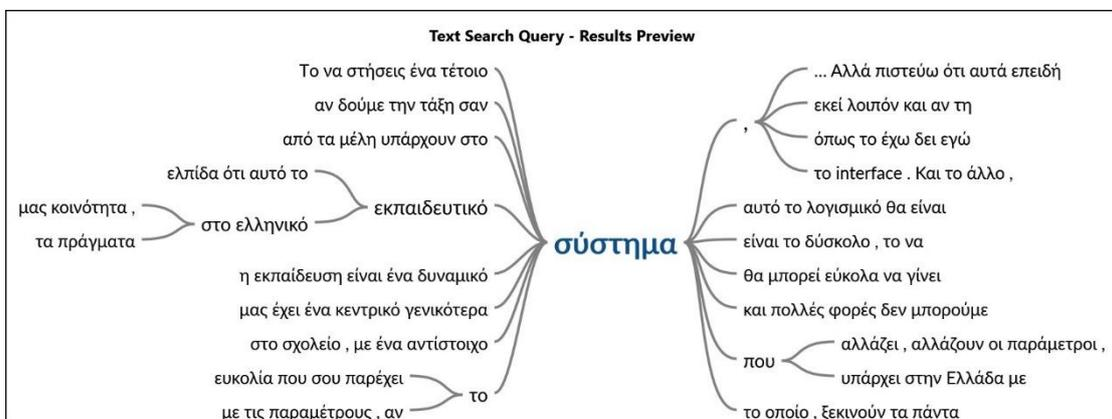 Text Search Query - Results Preview
Το να στήσεις ένα τέτοιο
αν δούμε την τάξη σαν
από τα μέλη υπάρχουν στο
ελπίδα ότι αυτό το
μας κοινότητα ,
τα πράγματα
στο ελληνικό
εκπαιδευτικό
η εκπαίδευση είναι ένα δυναμικό
μας έχει ένα κεντρικό γενικότερα
στο σχολείο , με ένα αντίστοιχο
ευκολία που σου παρέχει
με τις παραμέτρους , αν
το
σύστημα
,
... Αλλά πιστεύω ότι αυτά επειδή
εκεί λοιπόν και αν τη
όπως το έχω δει εγώ
το interface . Και το άλλο ,
αυτό το λογισμικό θα είναι
είναι το δύσκολο , το να
θα μπορεί εύκολα να γίνει
και πολλές φορές δεν μπορούμε
που
αλλάζει , αλλάζουν οι παράμετροι ,
υπάρχει στην Ελλάδα με
το οποίο , ξεκινούν τα πάντα